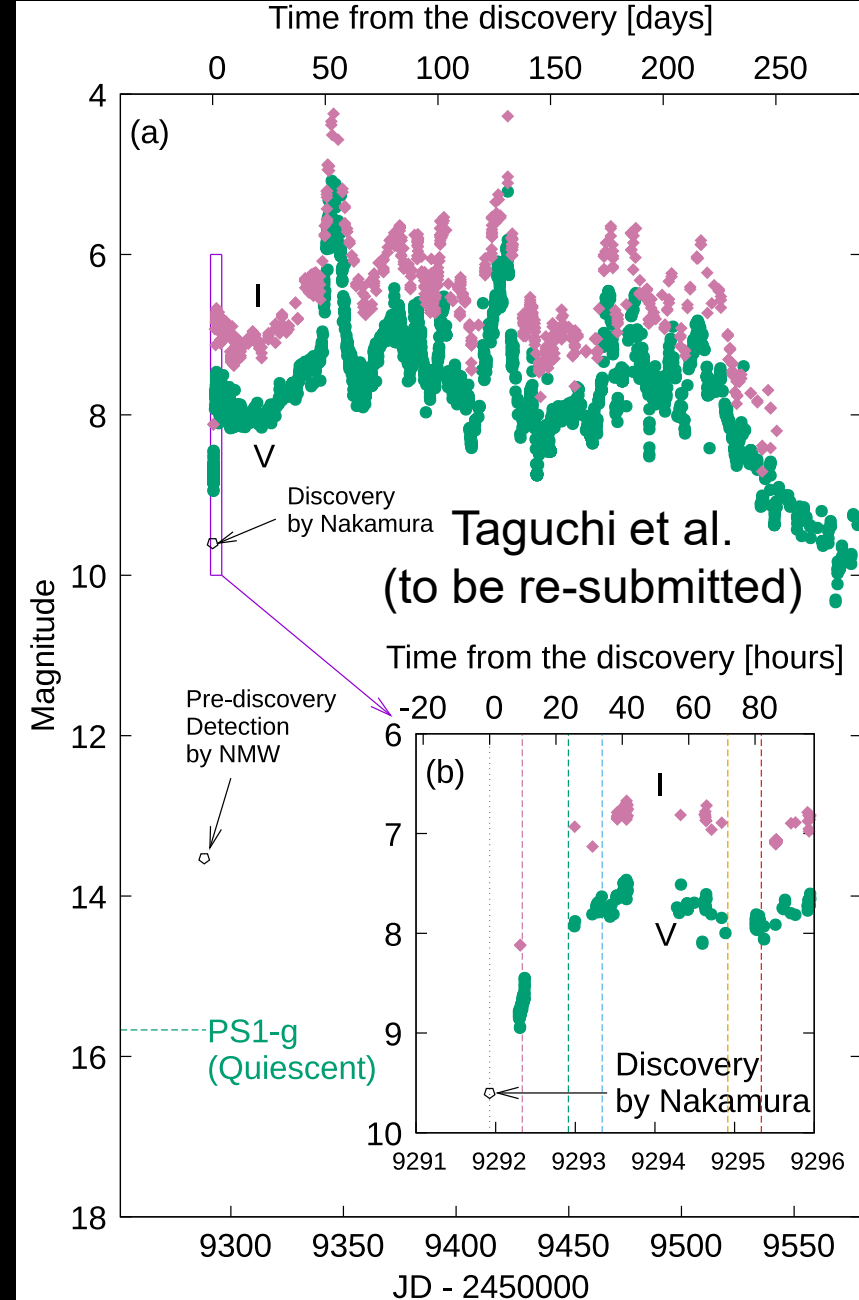 Time from the discovery [days]
0 50 100 150 200 250
4
(a)
6
I
8
V
Discovery
by Nakamura
Taguchi et al.
(to be re-submitted)
10
Magnitude
Time from the discovery [hours]
-20 0 20 40 60 80
Pre-discovery
Detection
by NMW
12
6
(b)
I
7
14
8
V
PS1-g
(Quiescent)
9
16
Discovery
by Nakamura
10
9291 9292 9293 9294 9295 9296
18
9300 9350 9400 9450 9500 9550
JD - 2450000